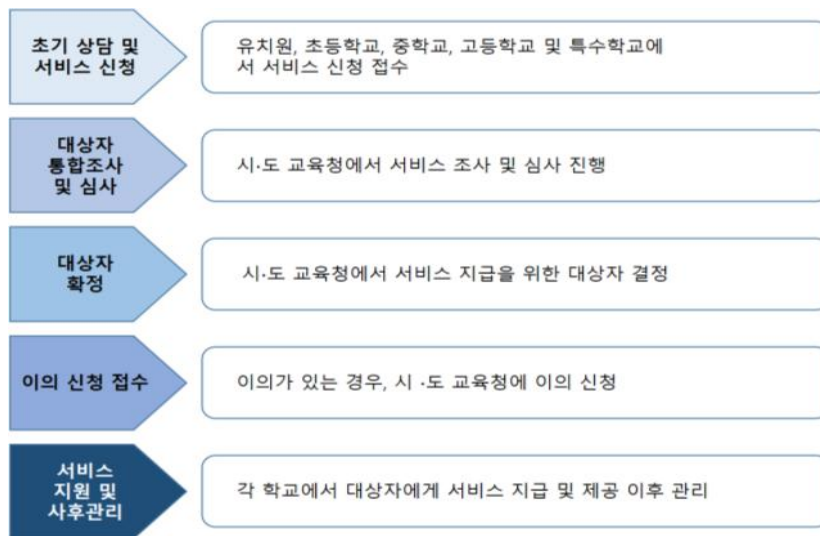 초기 상담 및
서비스 신청
유치원, 초등학교, 중학교, 고등학교 및 특수학교에
서 서비스 신청 접수
대상자
통합조사
및 심사
시·도 교육청에서 서비스 조사 및 심사 진행
대상자
확정
시·도 교육청에서 서비스 지급을 위한 대상자 결정
이의 신청 접수
이의가 있는 경우, 시 ·도 교육청에 이의 신청
서비스
지원 및
사후관리
각 학교에서 대상자에게 서비스 지급 및 제공 이후 관리